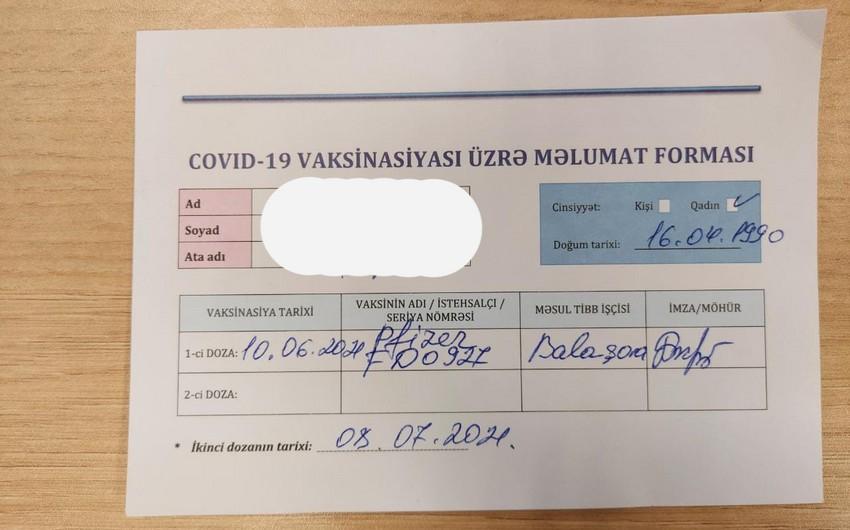 COVID-19 VAKSİNASİYASI ÜZRƏ MƏLUMAT FORMASI
Ad
Soyad
Ata adı
Cinsiyyət: Kişi Qadın ✓
Doğum tarixi: 16.04.1990
VAKSİNASİYA TARİXİ
VAKSİNİN ADI / İSTEHSALÇI /
SERİYA NÖMRƏSİ
MƏSUL TİBB İŞÇİSİ
İMZA/MÖHÜR
1-ci DOZA: 10.06.2021
Pfizer
FD0927
Balaşova
2-ci DOZA:
* İkinci dozanın tarixi: 08.07.2021.